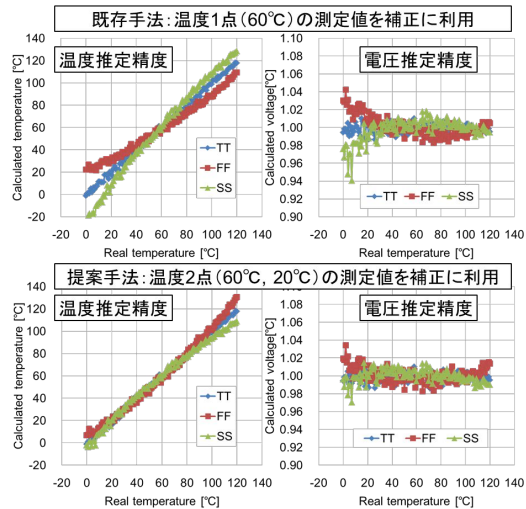 既存手法：温度1点（60℃）の測定値を補正に利用
温度推定精度
Calculated temperature [℃]
140
120
100
80
60
40
20
0
-20
TT
FF
SS
-20 0 20 40 60 80 100 120 140
Real temperature [℃]
電圧推定精度
Calculated voltage[℃]
1.10
1.08
1.06
1.04
1.02
1.00
0.98
0.96
0.94
0.92
0.90
TT FF SS
-20 0 20 40 60 80 100 120 140
Real temperature [℃]
提案手法：温度2点（60℃, 20℃）の測定値を補正に利用
温度推定精度
Calculated temperature [℃]
140
120
100
80
60
40
20
0
-20
TT
FF
SS
-20 0 20 40 60 80 100 120 140
Real temperature [℃]
電圧推定精度
Calculated voltage[℃]
1.08
1.06
1.04
1.02
1.00
0.98
0.96
0.94
0.92
0.90
TT FF SS
-20 0 20 40 60 80 100 120 140
Real temperature [℃]